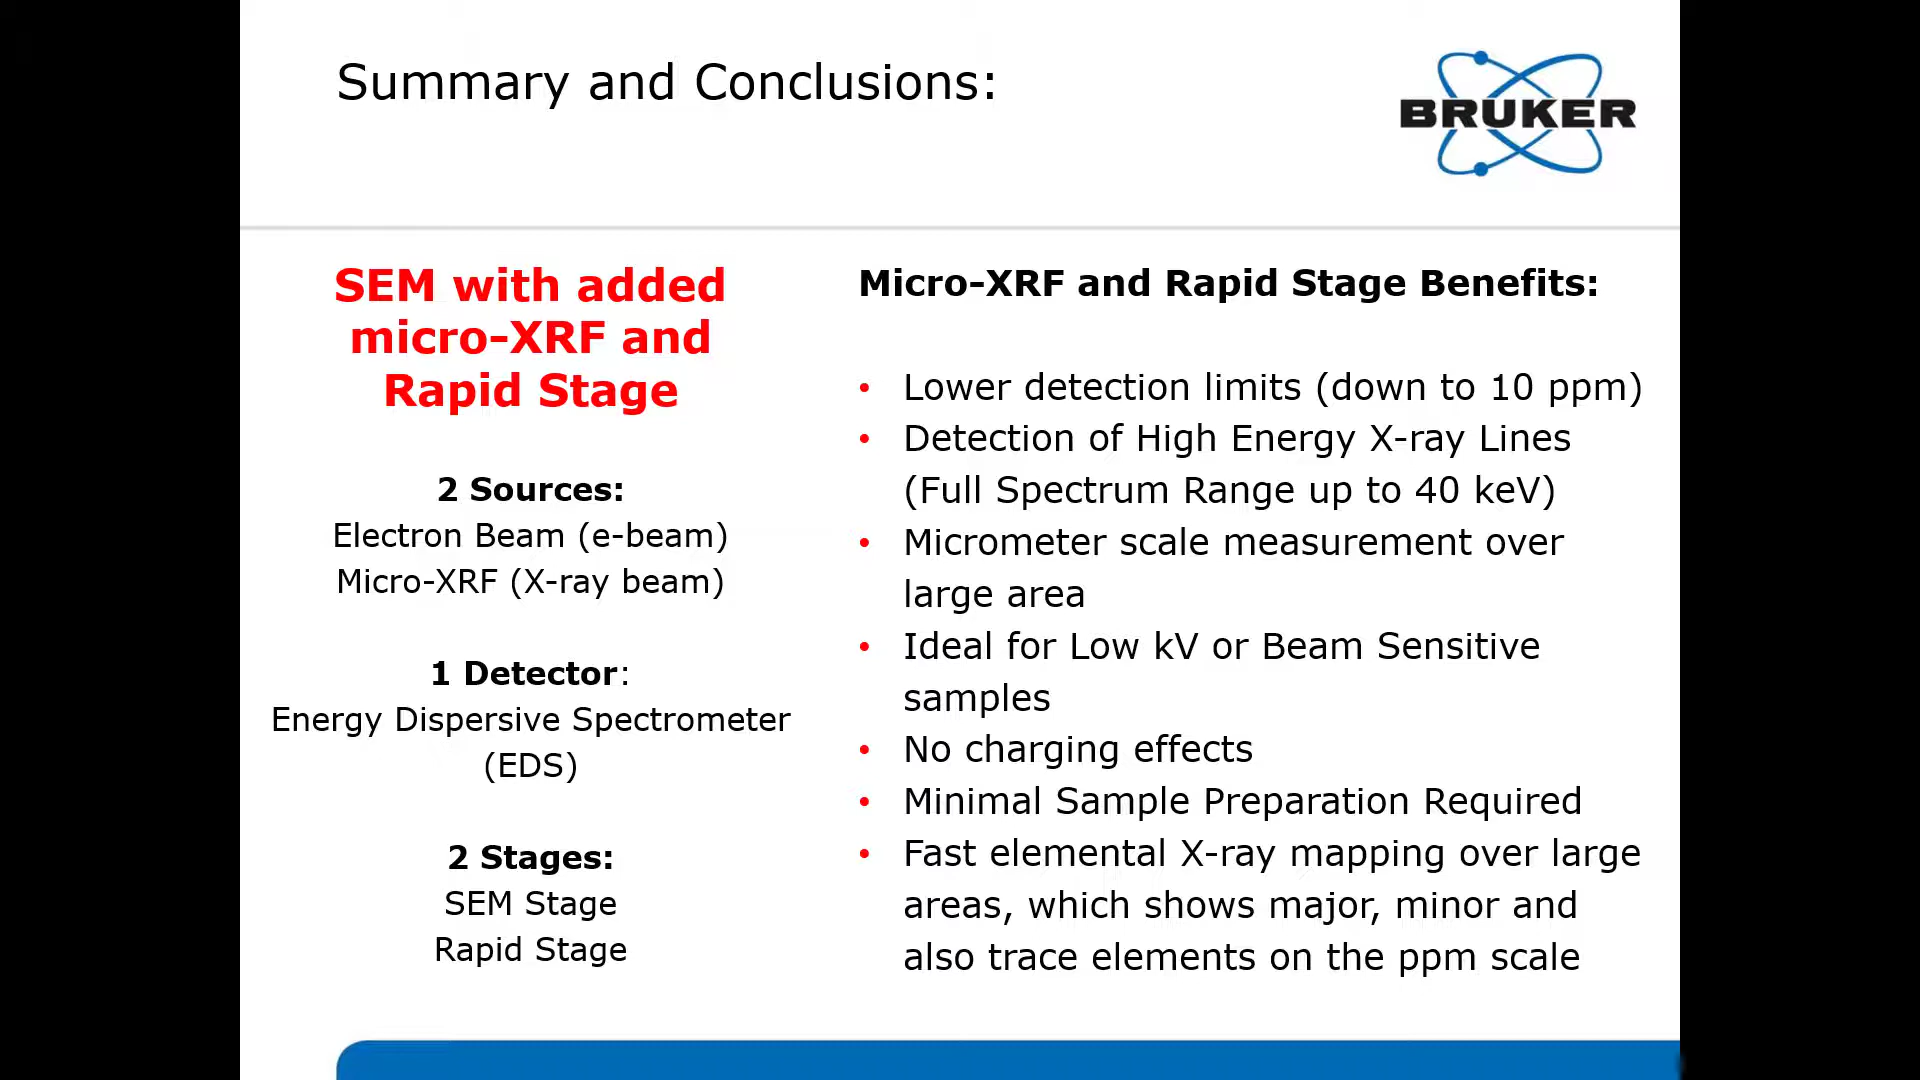 Summary and Conclusions:
BRUKER
SEM with added
micro-XRF and
Rapid Stage
2 Sources:
Electron Beam (e-beam)
Micro-XRF (X-ray beam)
1 Detector:
Energy Dispersive Spectrometer
(EDS)
2 Stages:
SEM Stage
Rapid Stage
Micro-XRF and Rapid Stage Benefits:
• Lower detection limits (down to 10 ppm)
• Detection of High Energy X-ray Lines
(Full Spectrum Range up to 40 keV)
• Micrometer scale measurement over
large area
• Ideal for Low kV or Beam Sensitive
samples
• No charging effects
• Minimal Sample Preparation Required
• Fast elemental X-ray mapping over large
areas, which shows major, minor and
also trace elements on the ppm scale